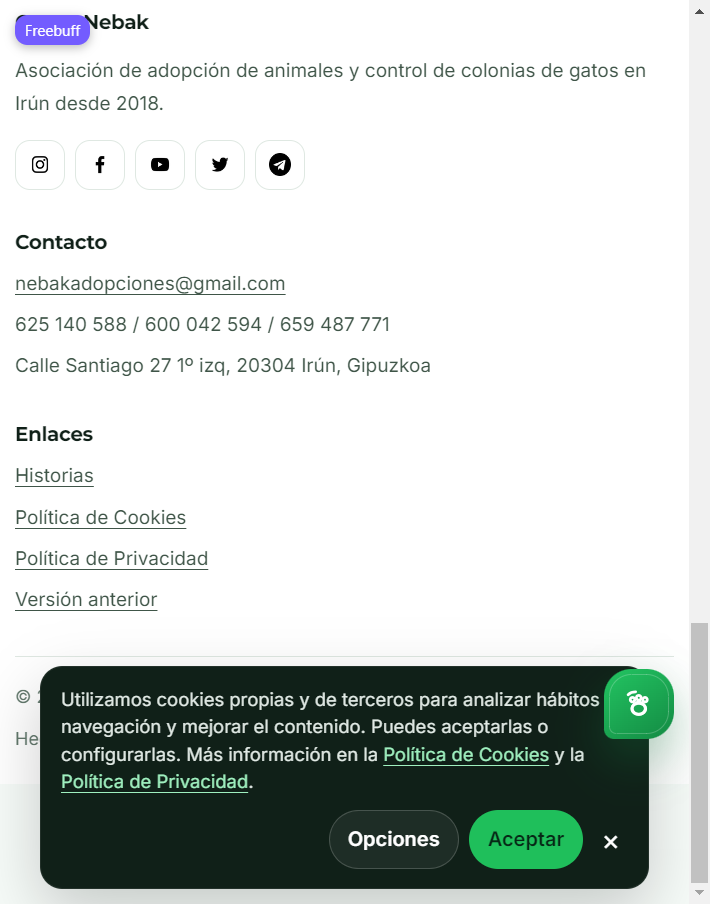 Nebak
Freebuff
Asociación de adopción de animales y control de colonias de gatos en
Irún desde 2018.
Contacto
nebakadopciones@gmail.com
625 140 588 / 600 042 594 / 659 487 771
Calle Santiago 27 1º izq, 20304 Irún, Gipuzkoa
Enlaces
Historias
Política de Cookies
Política de Privacidad
Versión anterior
©
Utilizamos cookies propias y de terceros para analizar hábitos
navegación y mejorar el contenido. Puedes aceptarlas o
configurarlas. Más información en la Política de Cookies y la
Política de Privacidad.
Opciones
Aceptar
×